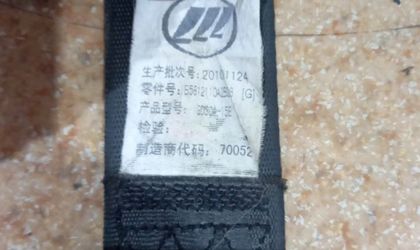 生产批次号:20101124
零件号: [G]
产品型号:
检验:
制造商代码: 70052